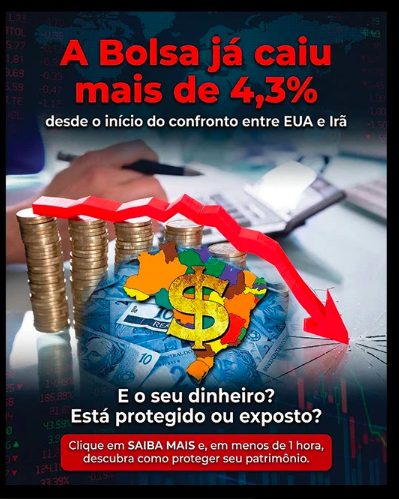 A Bolsa já caiu
mais de 4,3%
desde o início do confronto entre EUA e Irã
E o seu dinheiro?
Está protegido ou exposto?
Clique em SAIBA MAIS e, em menos de 1 hora,
descubra como proteger seu patrimônio.